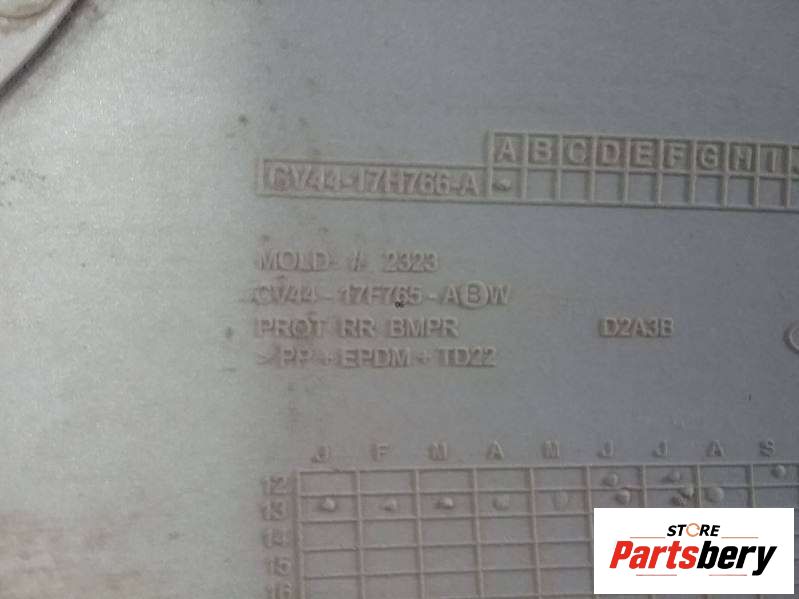 A B C D E F G H I
CV44-17H766-A
MOLD # 2323
CV44-17F765-ABW
PROT RR BMPR D2A3B
>PP+EPDM+TD22
J F M A M J J A S
12
13
14
15
16
STORE
Partsbery